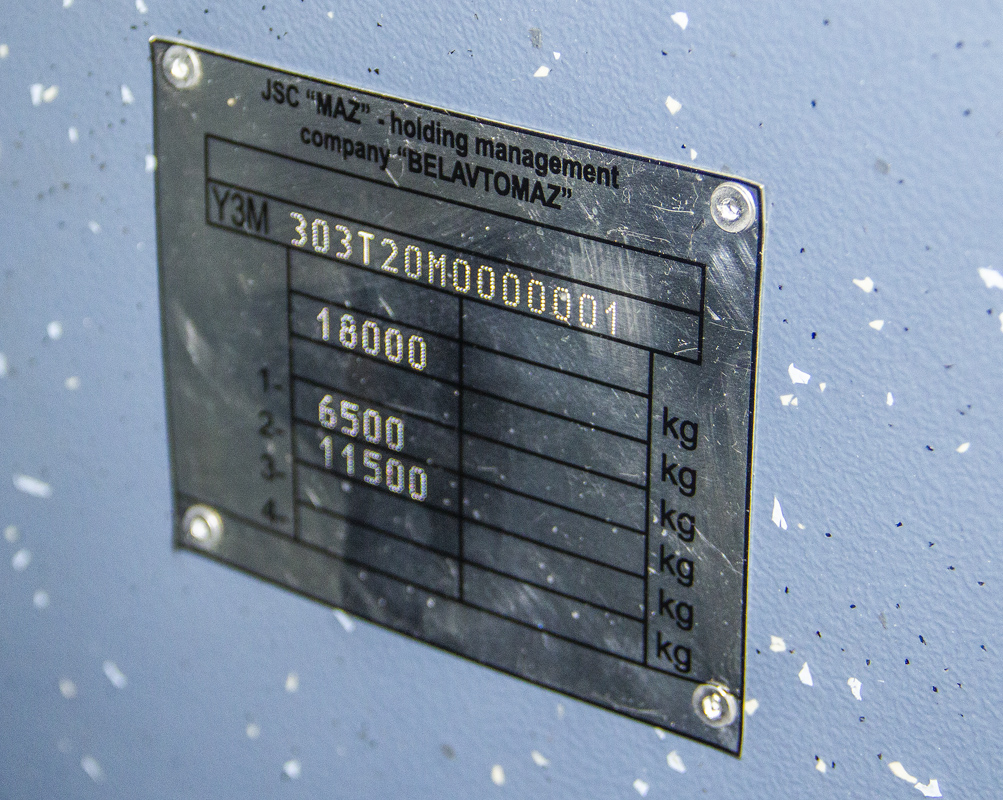 JSC “MAZ” - holding management
company “BELAVTOMAZ”
Y3M 303T20M0000001
18000
kg
kg
1- 6500 kg
2- 11500 kg
3- kg
4- kg